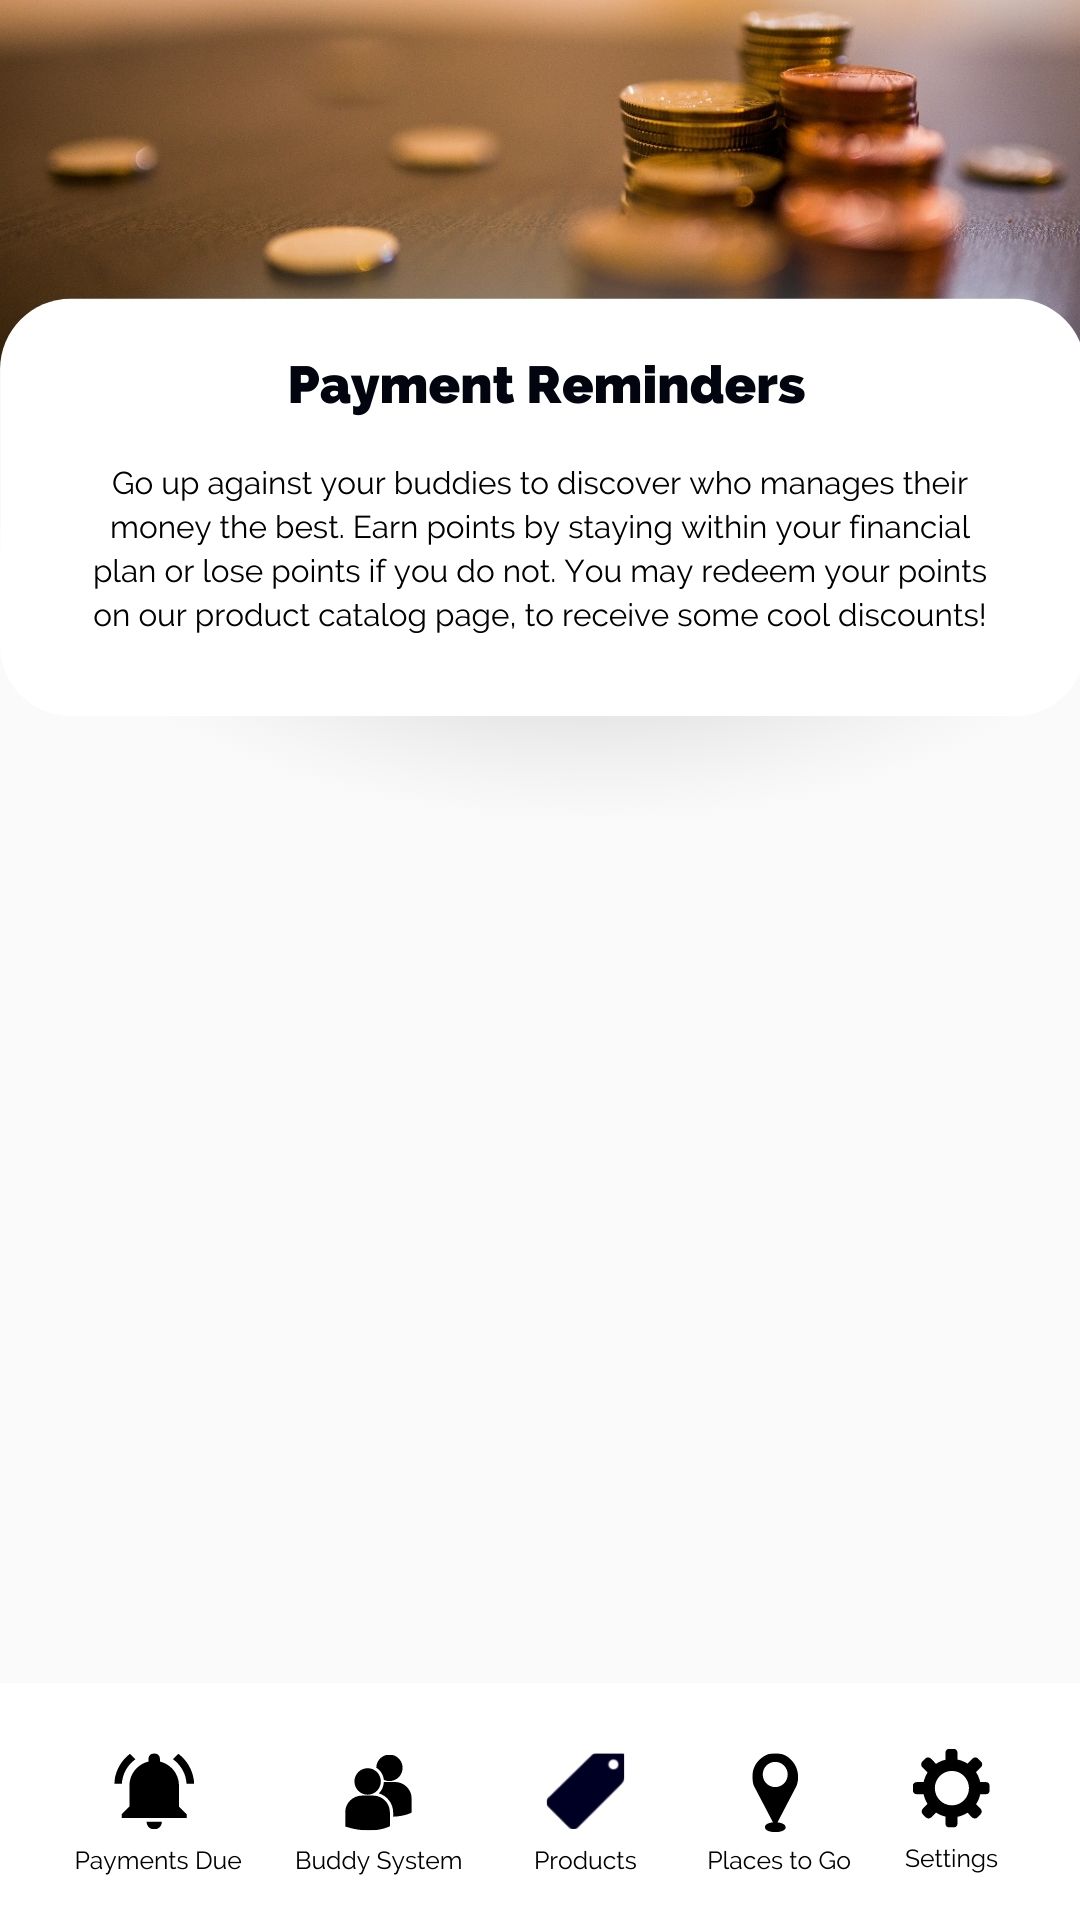 Payment Reminders
Go up against your buddies to discover who manages their
money the best. Earn points by staying within your financial
plan or lose points if you do not. You may redeem your points
on our product catalog page, to receive some cool discounts!
Payments Due
Buddy System
Products
Places to Go
Settings